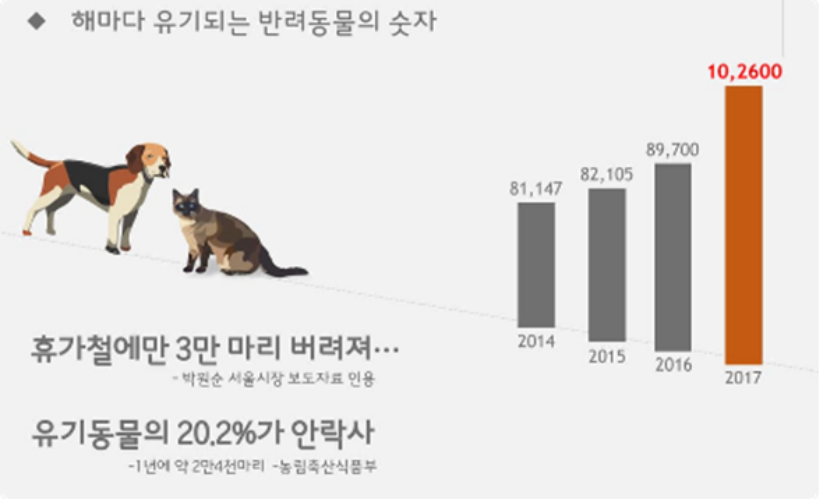 ◆ 해마다 유기되는 반려동물의 숫자
10,2600
89,700
82,105
81,147
2014
2015
2016
2017
휴가철에만 3만 마리 버려져…
- 박원순 서울시장 보도자료 인용
유기동물의 20.2%가 안락사
-1년에 약 2만4천마리 -농림축산식품부